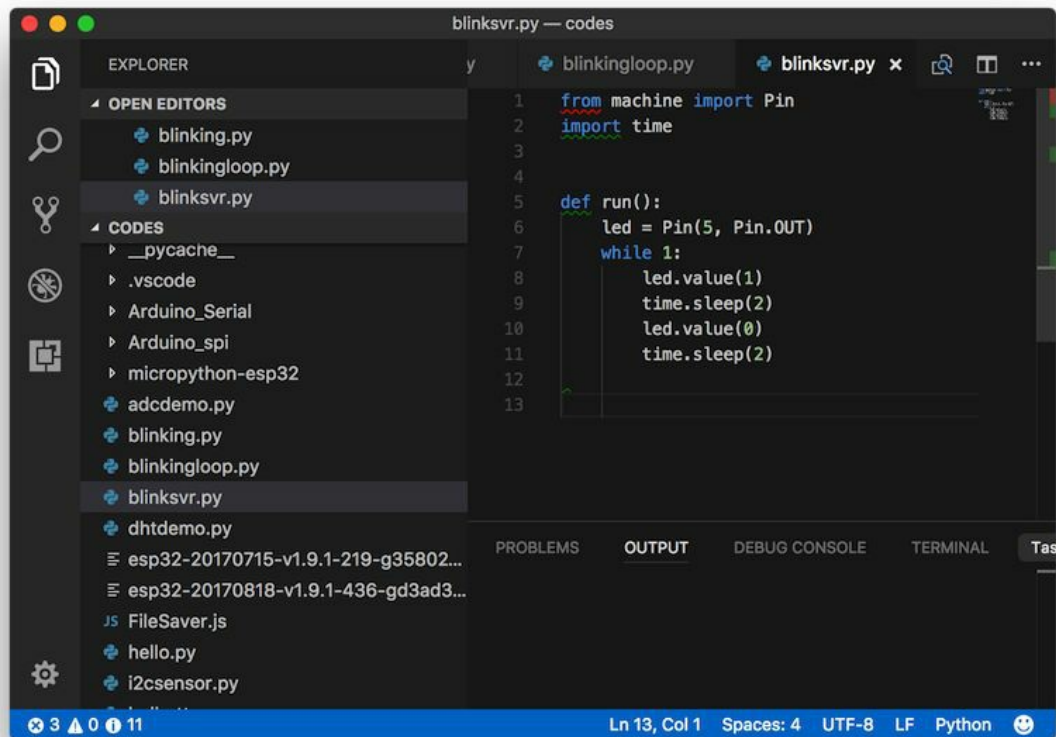 blinksvr.py — codes
EXPLORER
OPEN EDITORS
blinking.py
blinkingloop.py
blinksvr.py
CODES
__pycache__
.vscode
Arduino_Serial
Arduino_spi
micropython-esp32
adcdemo.py
blinking.py
blinkingloop.py
blinksvr.py
dhtdemo.py
esp32-20170715-v1.9.1-219-g35802...
esp32-20170818-v1.9.1-436-gd3ad3...
JS FileSaver.js
hello.py
i2csensor.py
y blinkingloop.py blinksvr.py ×
1 from machine import Pin
2 import time
3
4
5 def run():
6     led = Pin(5, Pin.OUT)
7     while 1:
8         led.value(1)
9         time.sleep(2)
10         led.value(0)
11         time.sleep(2)
12
13
PROBLEMS OUTPUT DEBUG CONSOLE TERMINAL Tas
3 0 11 Ln 13, Col 1 Spaces: 4 UTF-8 LF Python